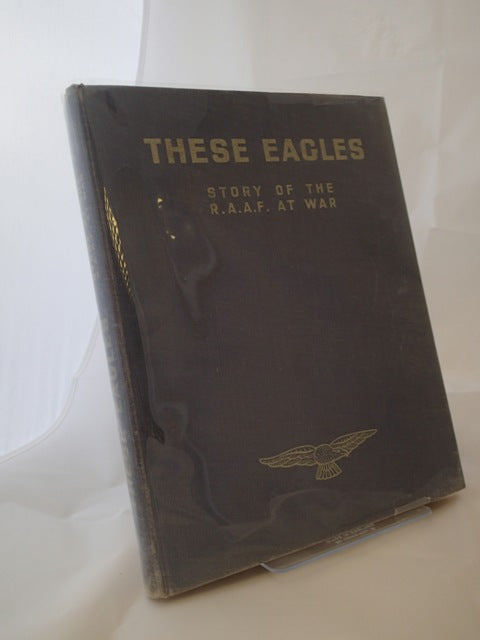 THESE EAGLES
STORY OF THE
R.A.A.F. AT WAR